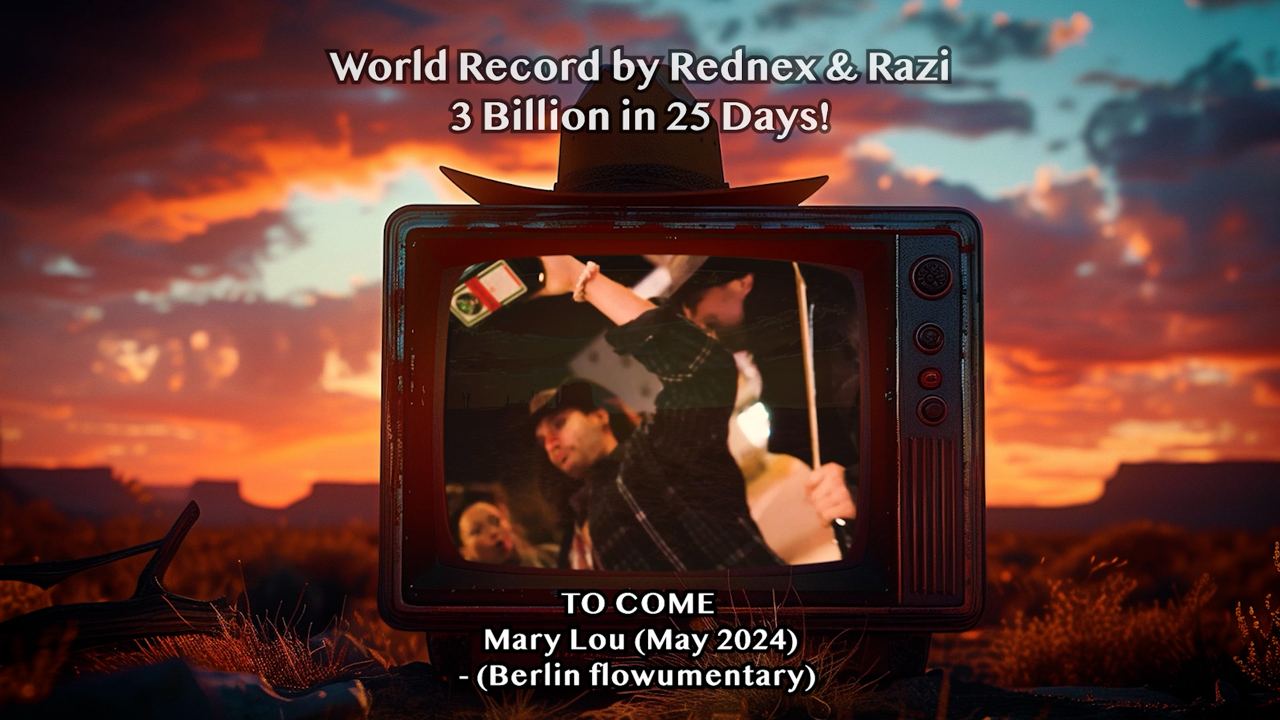 World Record by Rednex & Razi
3 Billion in 25 Days!
TO COME
Mary Lou (May 2024)
- (Berlin flowumentary)